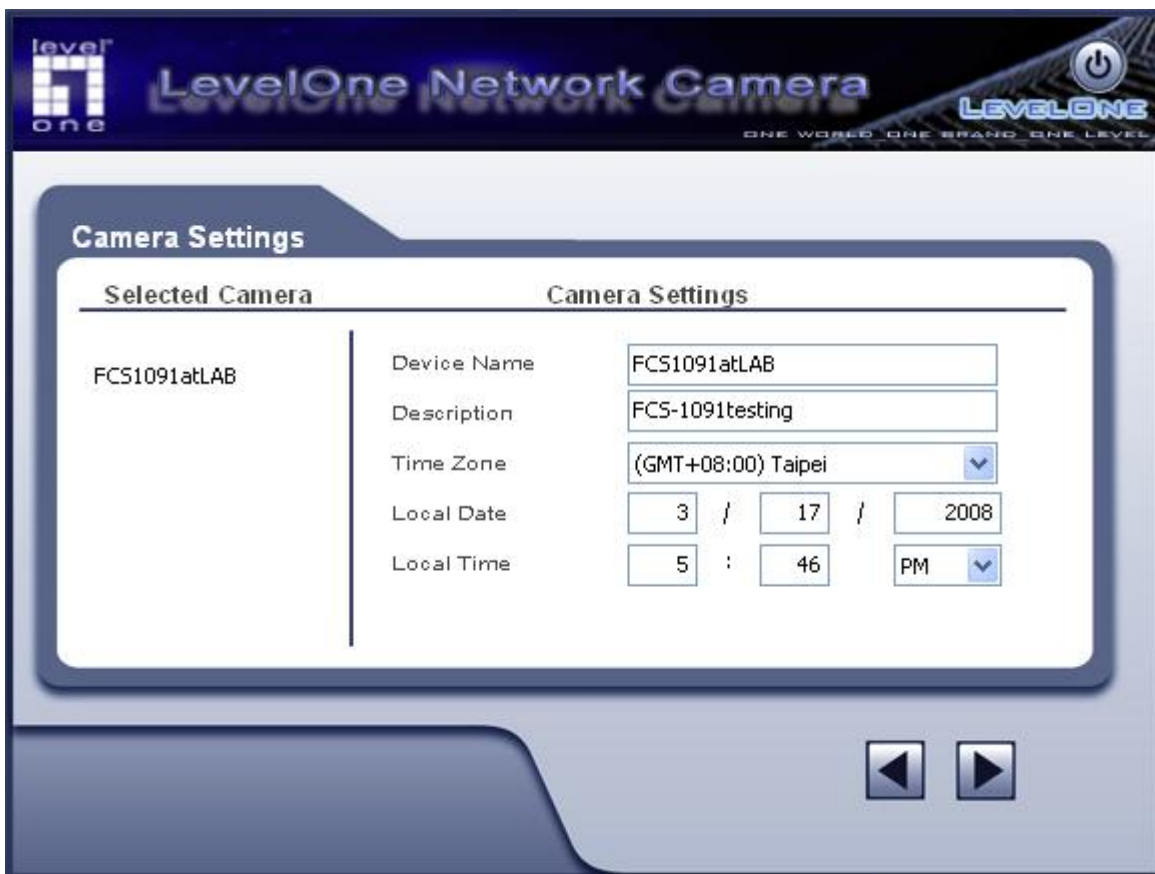 level
one
LevelOne Network Camera
LEVELONE
ONE WORLD ONE BRAND ONE LEVEL
Camera Settings
Selected Camera Camera Settings
FCS1091atLAB
Device Name FCS1091atLAB
Description FCS-1091testing
Time Zone (GMT+08:00) Taipei
Local Date 3 / 17 / 2008
Local Time 5 : 46 PM